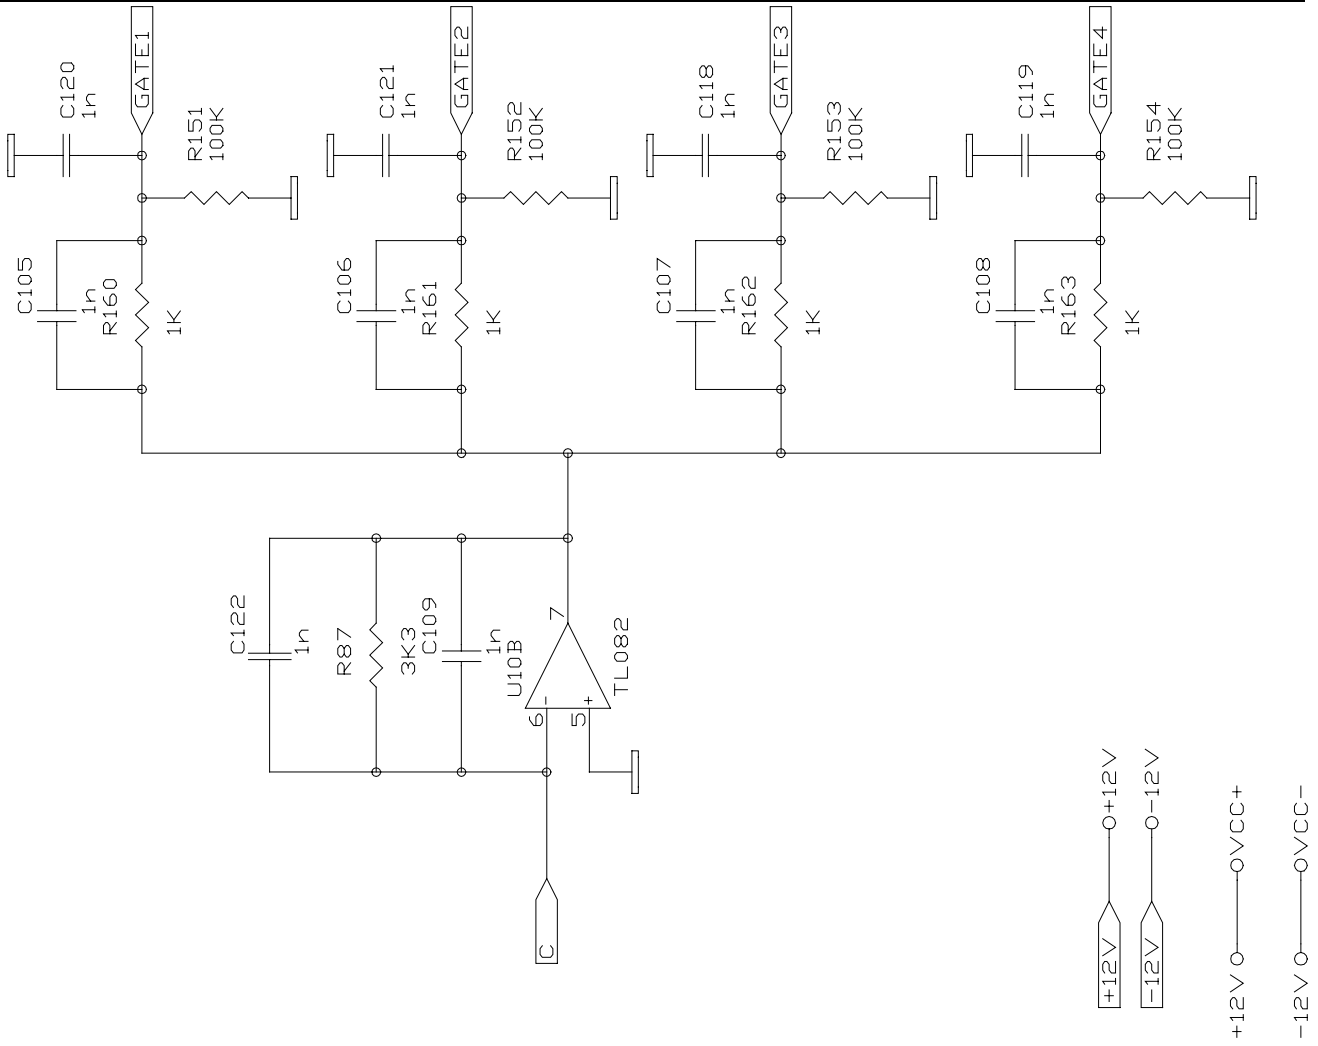 GATE1
C120
1n
R151
100K
C105
1n
R160
1K
GATE2
C121
1n
R152
100K
C106
1n
R161
1K
GATE3
C118
1n
R153
100K
C107
1n
R162
1K
GATE4
C119
1n
R154
100K
C108
1n
R163
1K
C122
1n
R87
3K3
C109
1n
U10B
TL082
7
6
-
5
+
C
+12V
+12V
-12V
-12V
+12V
VCC+
-12V
VCC-